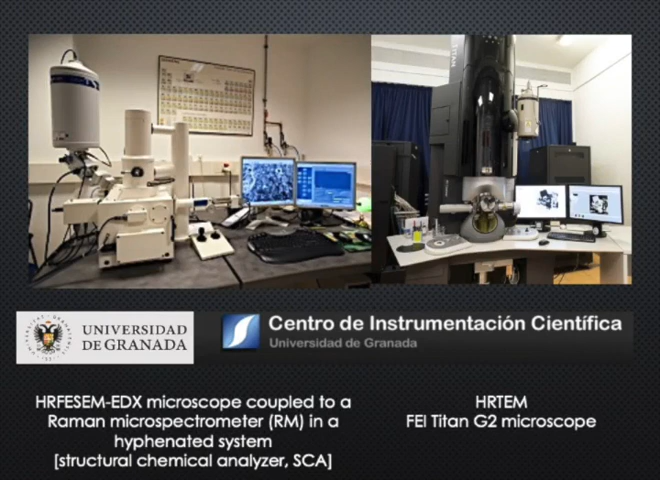 TITAN
UNIVERSIDAD
DE GRANADA
Centro de Instrumentación Científica
Universidad de Granada
HRFESEM-EDX microscope coupled to a
Raman microspectrometer (RM) in a
hyphenated system
[structural chemical analyzer, SCA]
HRTEM
FEI Titan G2 microscope